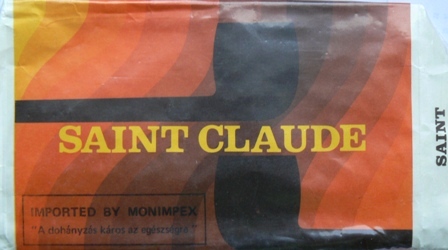 SAINT CLAUDE
IMPORTED BY MONIMPEX
"A dohányzás káros az egészségre."
SAINT